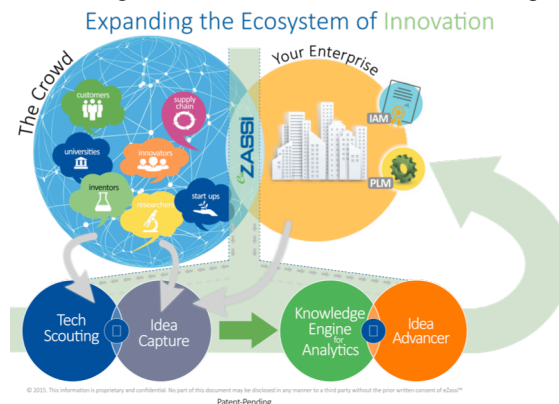 Expanding the Ecosystem of Innovation
The Crowd
Your Enterprise
customers
supply
chain
universities
innovators
inventors
researchers
start ups
eZASSI
IAM
PLM
Tech
Scouting
Idea
Capture
Knowledge
Engine
for
Analytics
Idea
Advancer
© 2015. This information is proprietary and confidential. No part of this document may be disclosed in any manner to a third party without the prior written consent of eZassi™
Patent-Pending